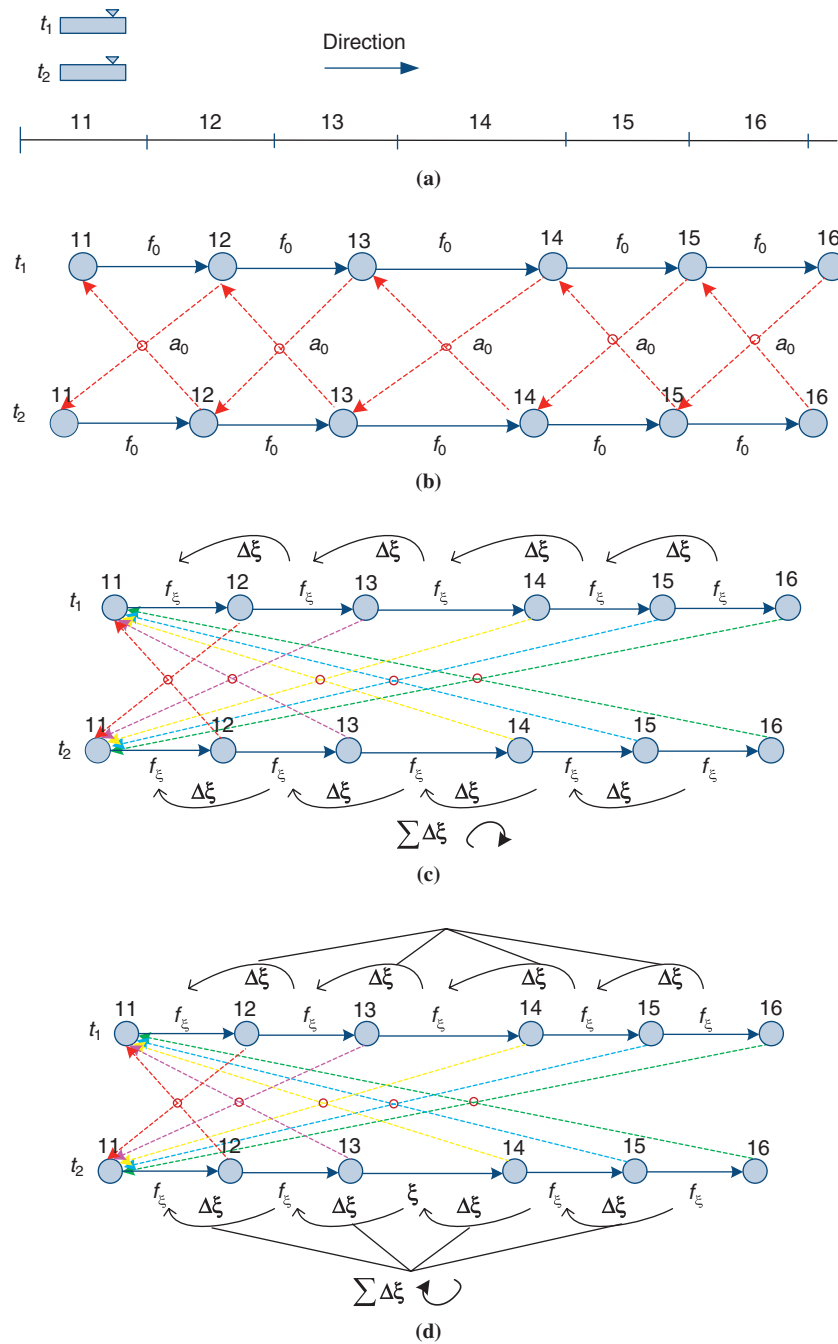 t1
Direction
t2
11 12 13 14 15 16
(a)
11 f0 12 f0 13 f0 14 f0 15 f0 16
t1
a0 a0 a0 a0 a0
11 12 13 14 15 16
t2
f0 f0 f0 f0 f0
(b)
Δξ Δξ Δξ Δξ
11 fξ 12 fξ 13 fξ 14 fξ 15 fξ 16
t1
11 12 13 14 15 16
t2
fξ fξ fξ fξ fξ
Δξ Δξ Δξ Δξ
∑ Δξ
(c)
Δξ Δξ Δξ Δξ
11 fξ 12 fξ 13 fξ 14 fξ 15 fξ 16
t1
11 12 13 14 15 16
t2
fξ Δξ fξ Δξ ξ Δξ fξ Δξ fξ
∑ Δξ
(d)